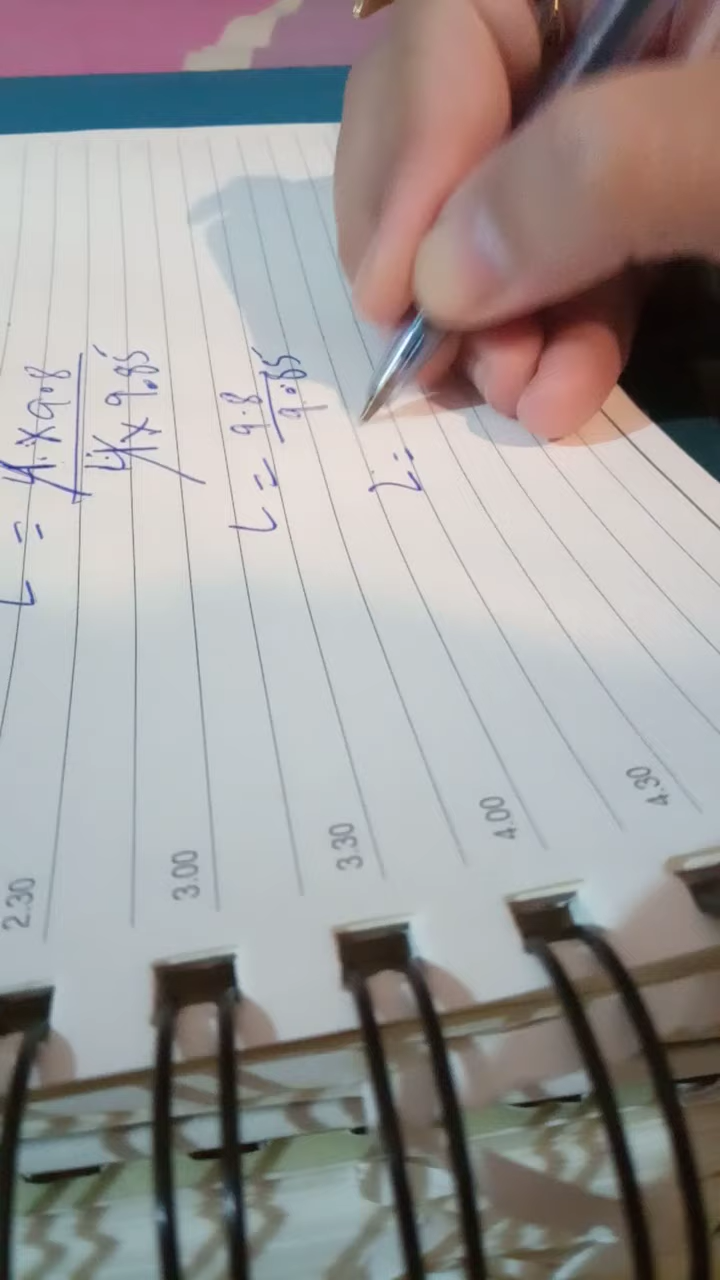 2.30 L = 4 × 9.8
4 × 9.85
3.00
L = 9.8
9.85
3.30
L =
4.00
4.30